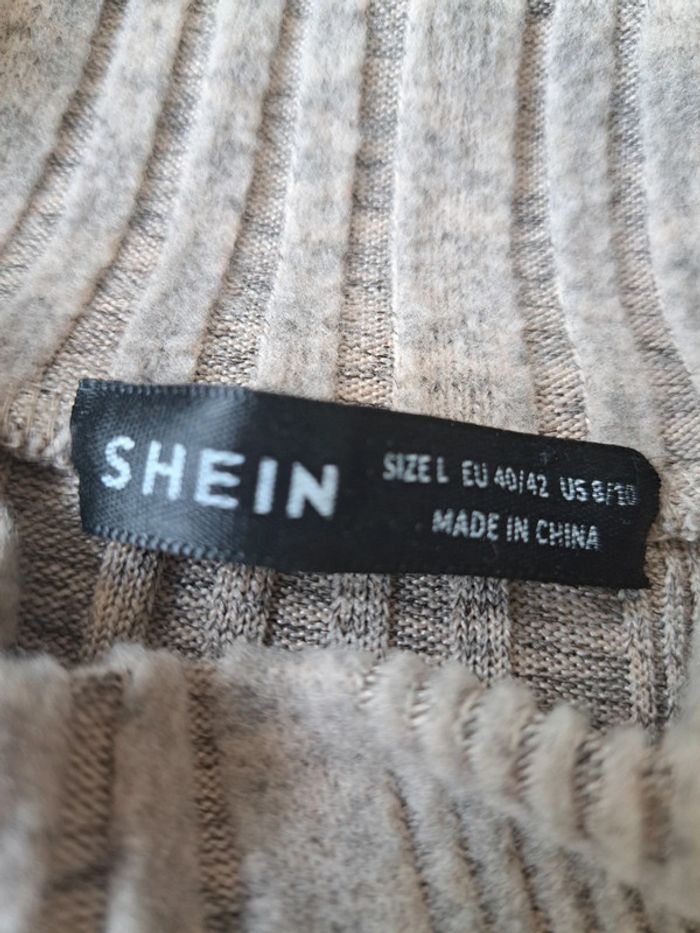 SHEIN
SIZE L EU 40/42 US 8/10
MADE IN CHINA